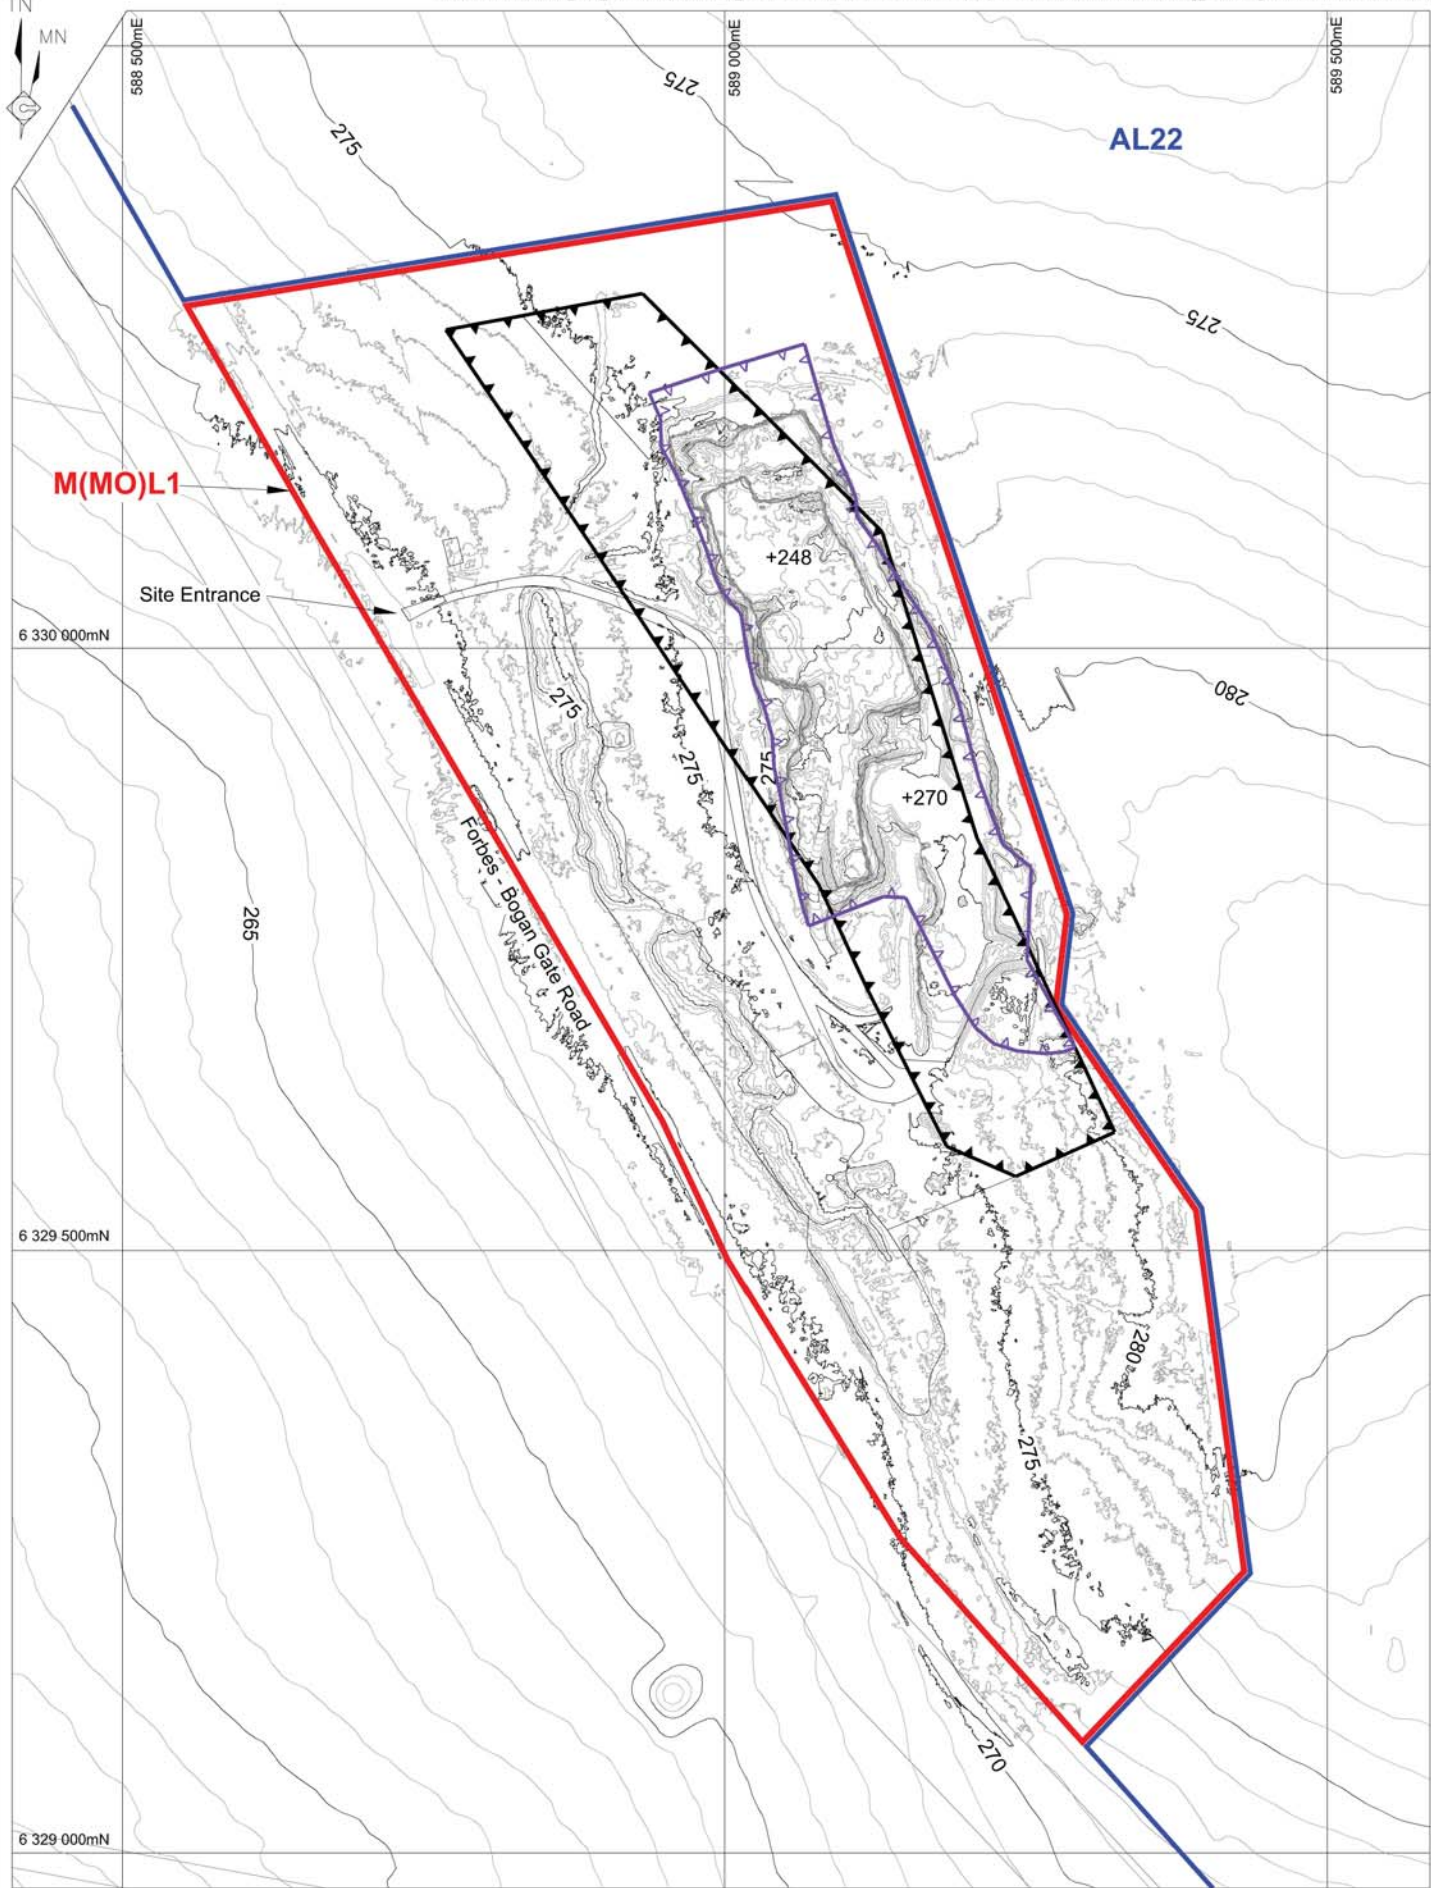 TN
MN
588 500mE
589 000mE
589 500mE
275
275
AL22
275
M(MO)L1
+248
Site Entrance
6 330 000mN
280
275
275
275
+270
Forbes - Bogan Gate Road
265
6 329 500mN
280
275
270
6 329 000mN